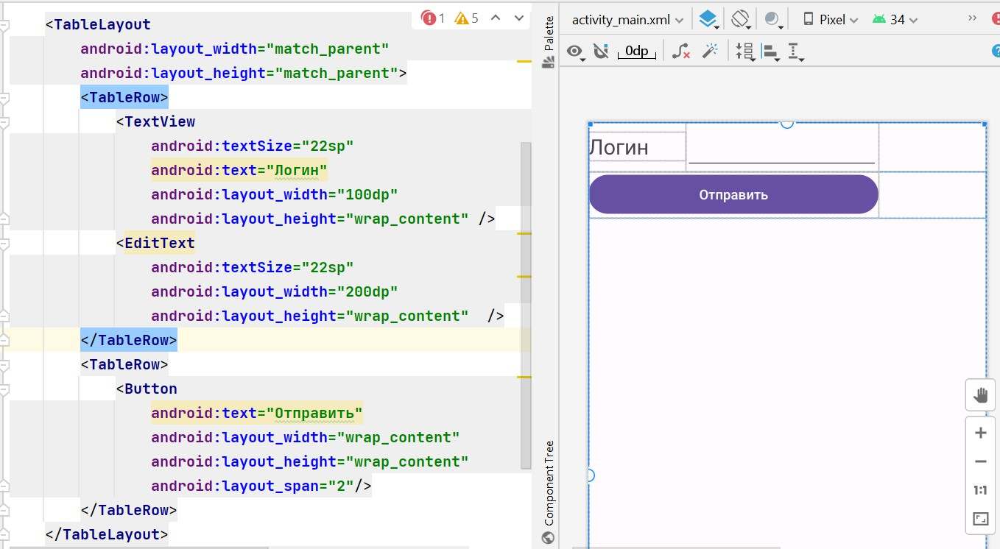 <TableLayout
android:layout_width="match_parent"
android:layout_height="match_parent">
<TableRow>
<TextView
android:textSize="22sp"
android:text="Логин"
android:layout_width="100dp"
android:layout_height="wrap_content" />
<EditText
android:textSize="22sp"
android:layout_width="200dp"
android:layout_height="wrap_content"  />
</TableRow>
<TableRow>
<Button
android:text="Отправить"
android:layout_width="wrap_content"
android:layout_height="wrap_content"
android:layout_span="2"/>
</TableRow>
</TableLayout>
1 5
Palette
Component Tree
activity_main.xml Pixel 34
0dp
Логин
Отправить
1:1